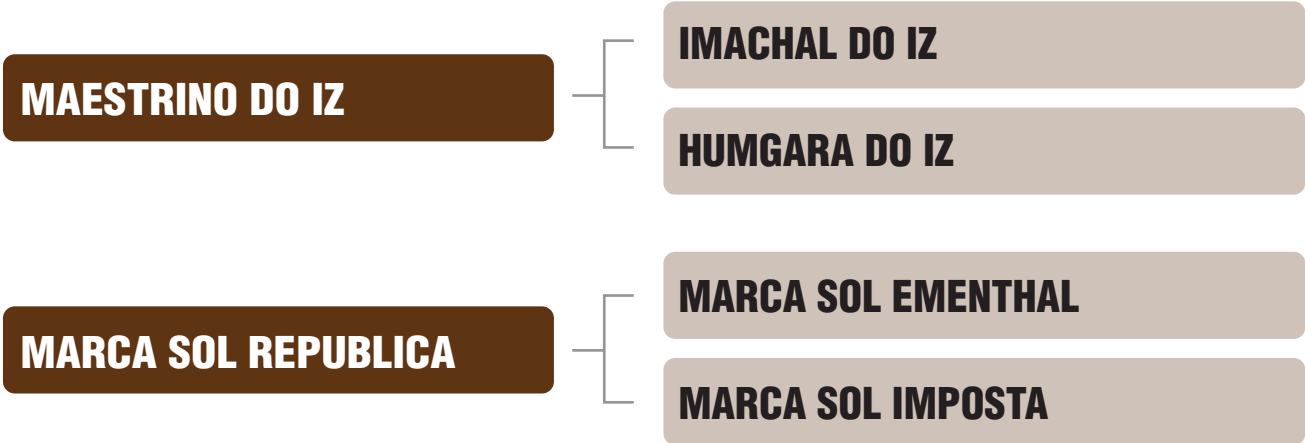 MAESTRINO DO IZ
IMACHAL DO IZ
HUMGARA DO IZ
MARCA SOL REPUBLICA
MARCA SOL EMENTHAL
MARCA SOL IMPOSTA